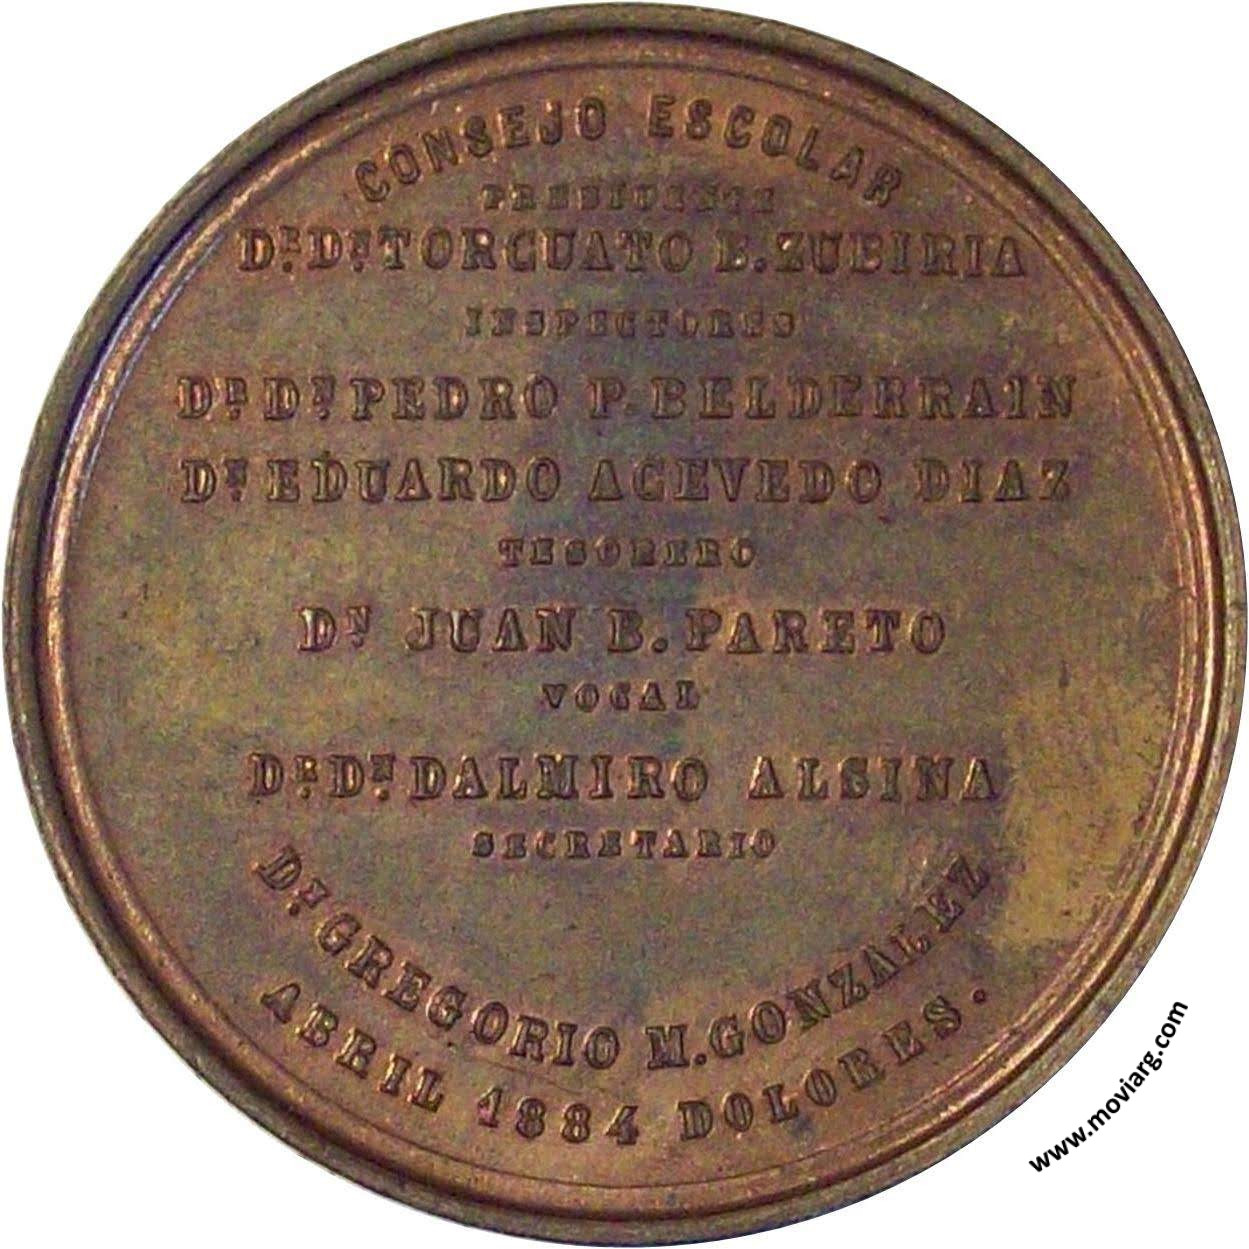 CONSEJO ESCOLAR
PRESIDENTE
DR. DN. TORCUATO E. ZUBIRIA
INSPECTORES
DR. DN. PEDRO P. BELDERRAIN
DN. EDUARDO ACEVEDO DIAZ
TESORERO
DN. JUAN B. PARETO
VOCAL
DR. DN. DALMIRO ALSINA
SECRETARIO
DN. GREGORIO M. GONZALEZ
ABRIL 1884 DOLORES.
www.moviarg.com